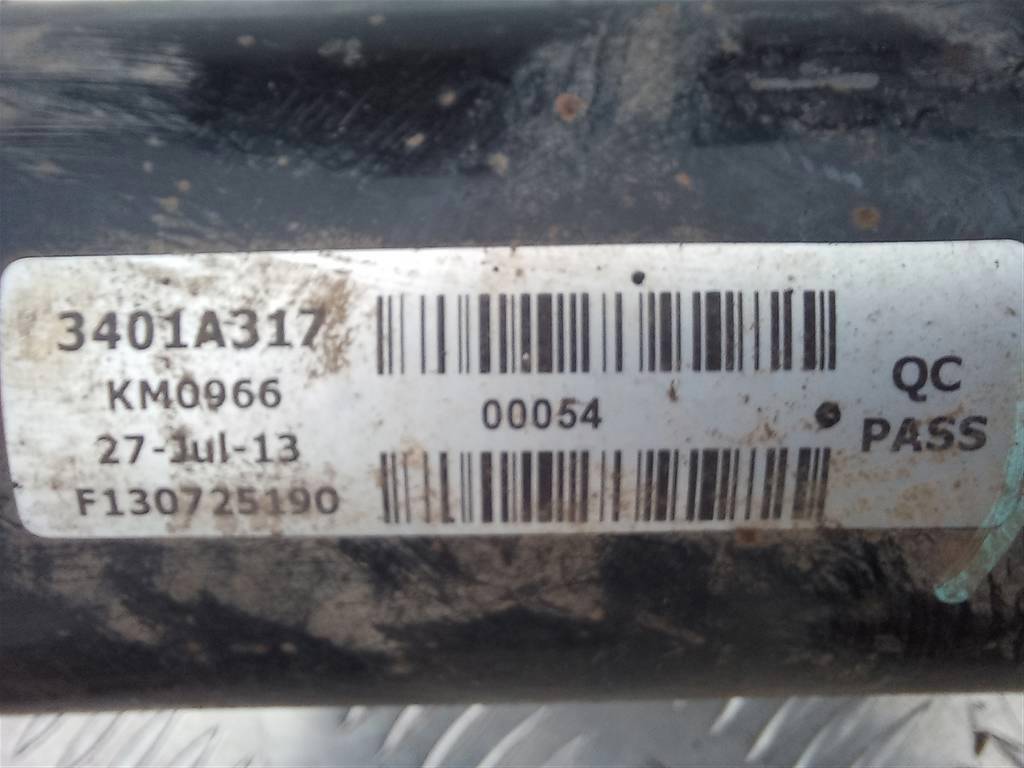 3401A317
KM0966
27-Jul-13
F130725190
00054
QC
PASS